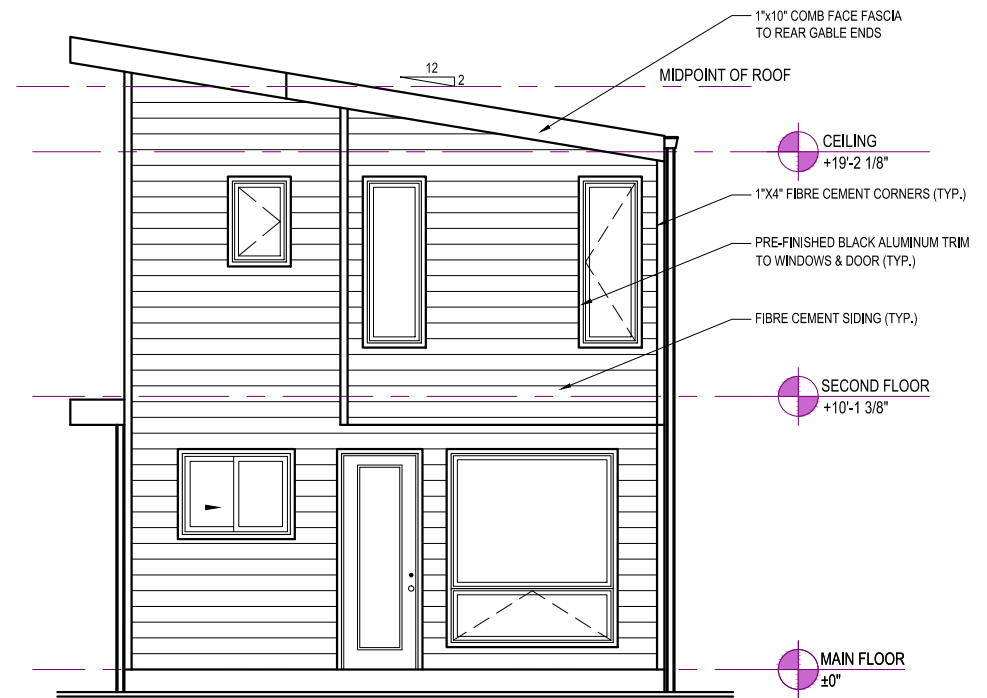 1"x10" COMB FACE FASCIA
TO REAR GABLE ENDS
12
2
MIDPOINT OF ROOF
CEILING
+19'-2 1/8"
1"X4" FIBRE CEMENT CORNERS (TYP.)
PRE-FINISHED BLACK ALUMINUM TRIM
TO WINDOWS & DOOR (TYP.)
FIBRE CEMENT SIDING (TYP.)
SECOND FLOOR
+10'-1 3/8"
MAIN FLOOR
±0"